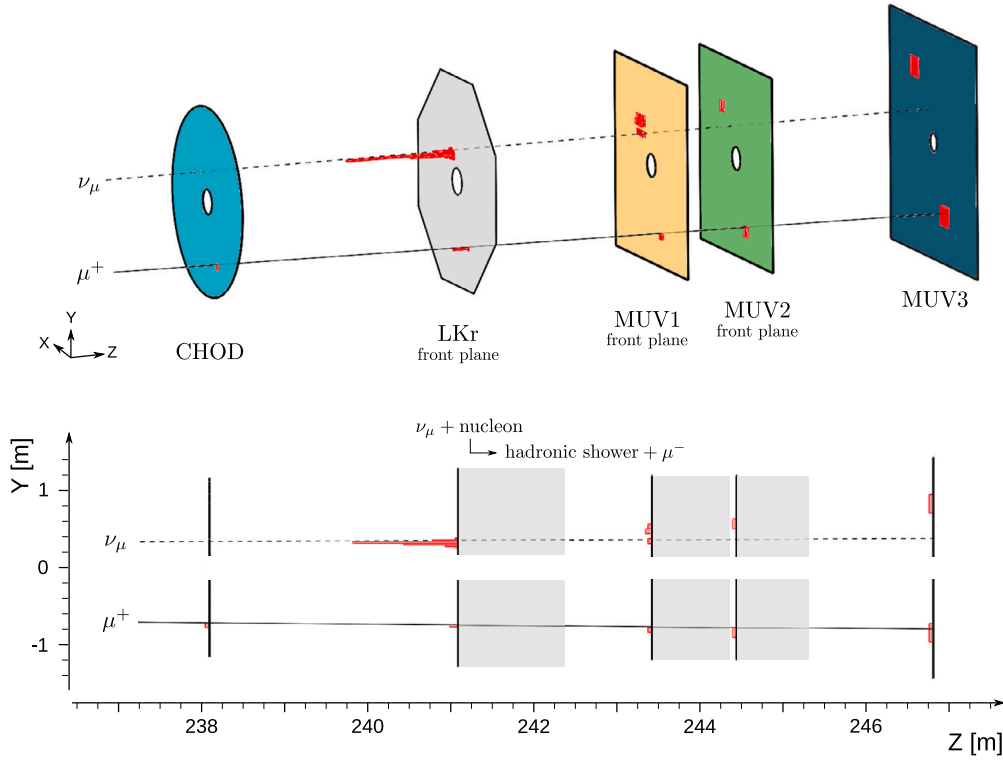 ν_μ
μ⁺
Y
X
Z
CHOD
LKr
front plane
MUV1
front plane
MUV2
front plane
MUV3
Y [m]
ν_μ + nucleon
hadronic shower + μ⁻
1
ν_μ
0
μ⁺
-1
238
240
242
244
246
Z [m]